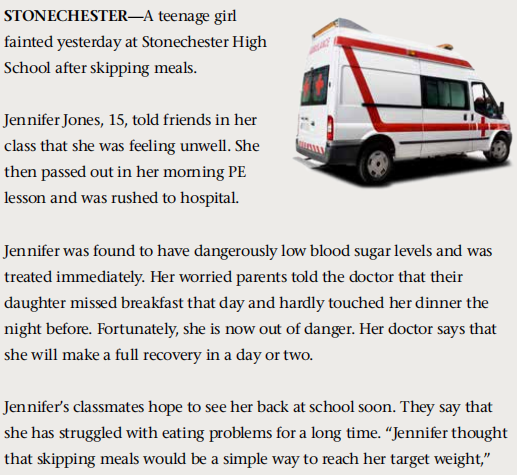 STONECHESTER—A teenage girl
fainted yesterday at Stonechester High
School after skipping meals.
AMBULANCE
Jennifer Jones, 15, told friends in her
class that she was feeling unwell. She
then passed out in her morning PE
lesson and was rushed to hospital.
Jennifer was found to have dangerously low blood sugar levels and was
treated immediately. Her worried parents told the doctor that their
daughter missed breakfast that day and hardly touched her dinner the
night before. Fortunately, she is now out of danger. Her doctor says that
she will make a full recovery in a day or two.
Jennifer’s classmates hope to see her back at school soon. They say that
she has struggled with eating problems for a long time. “Jennifer thought
that skipping meals would be a simple way to reach her target weight,”